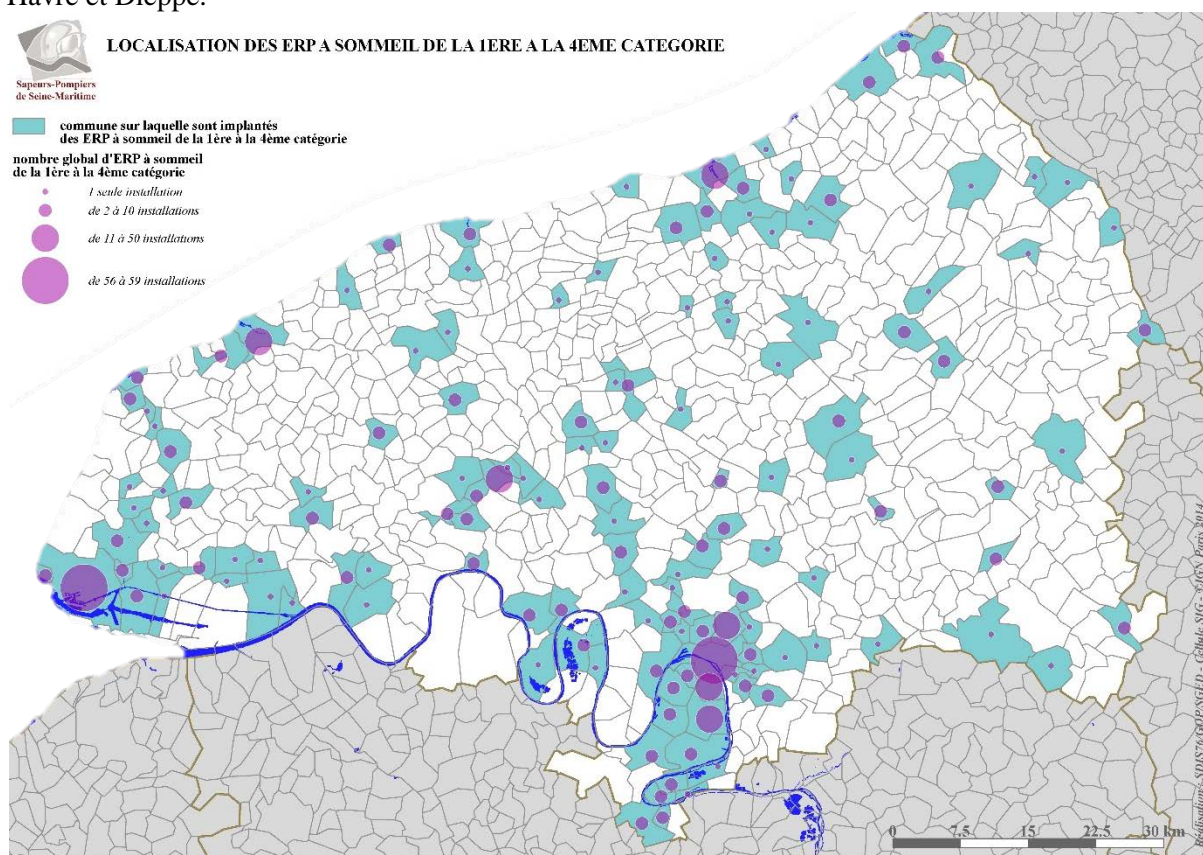 Havre et Dieppe.
LOCALISATION DES ERP A SOMMEIL DE LA 1ERE A LA 4EME CATEGORIE
Sapeurs-Pompiers
de Seine-Maritime
commune sur laquelle sont implantés
des ERP à sommeil de la 1ère à la 4ème catégorie
nombre global d'ERP à sommeil
de la 1ère à la 4ème catégorie
1 seule installation
de 2 à 10 installations
de 11 à 50 installations
de 56 à 59 installations
0 7.5 15 22.5 30 km